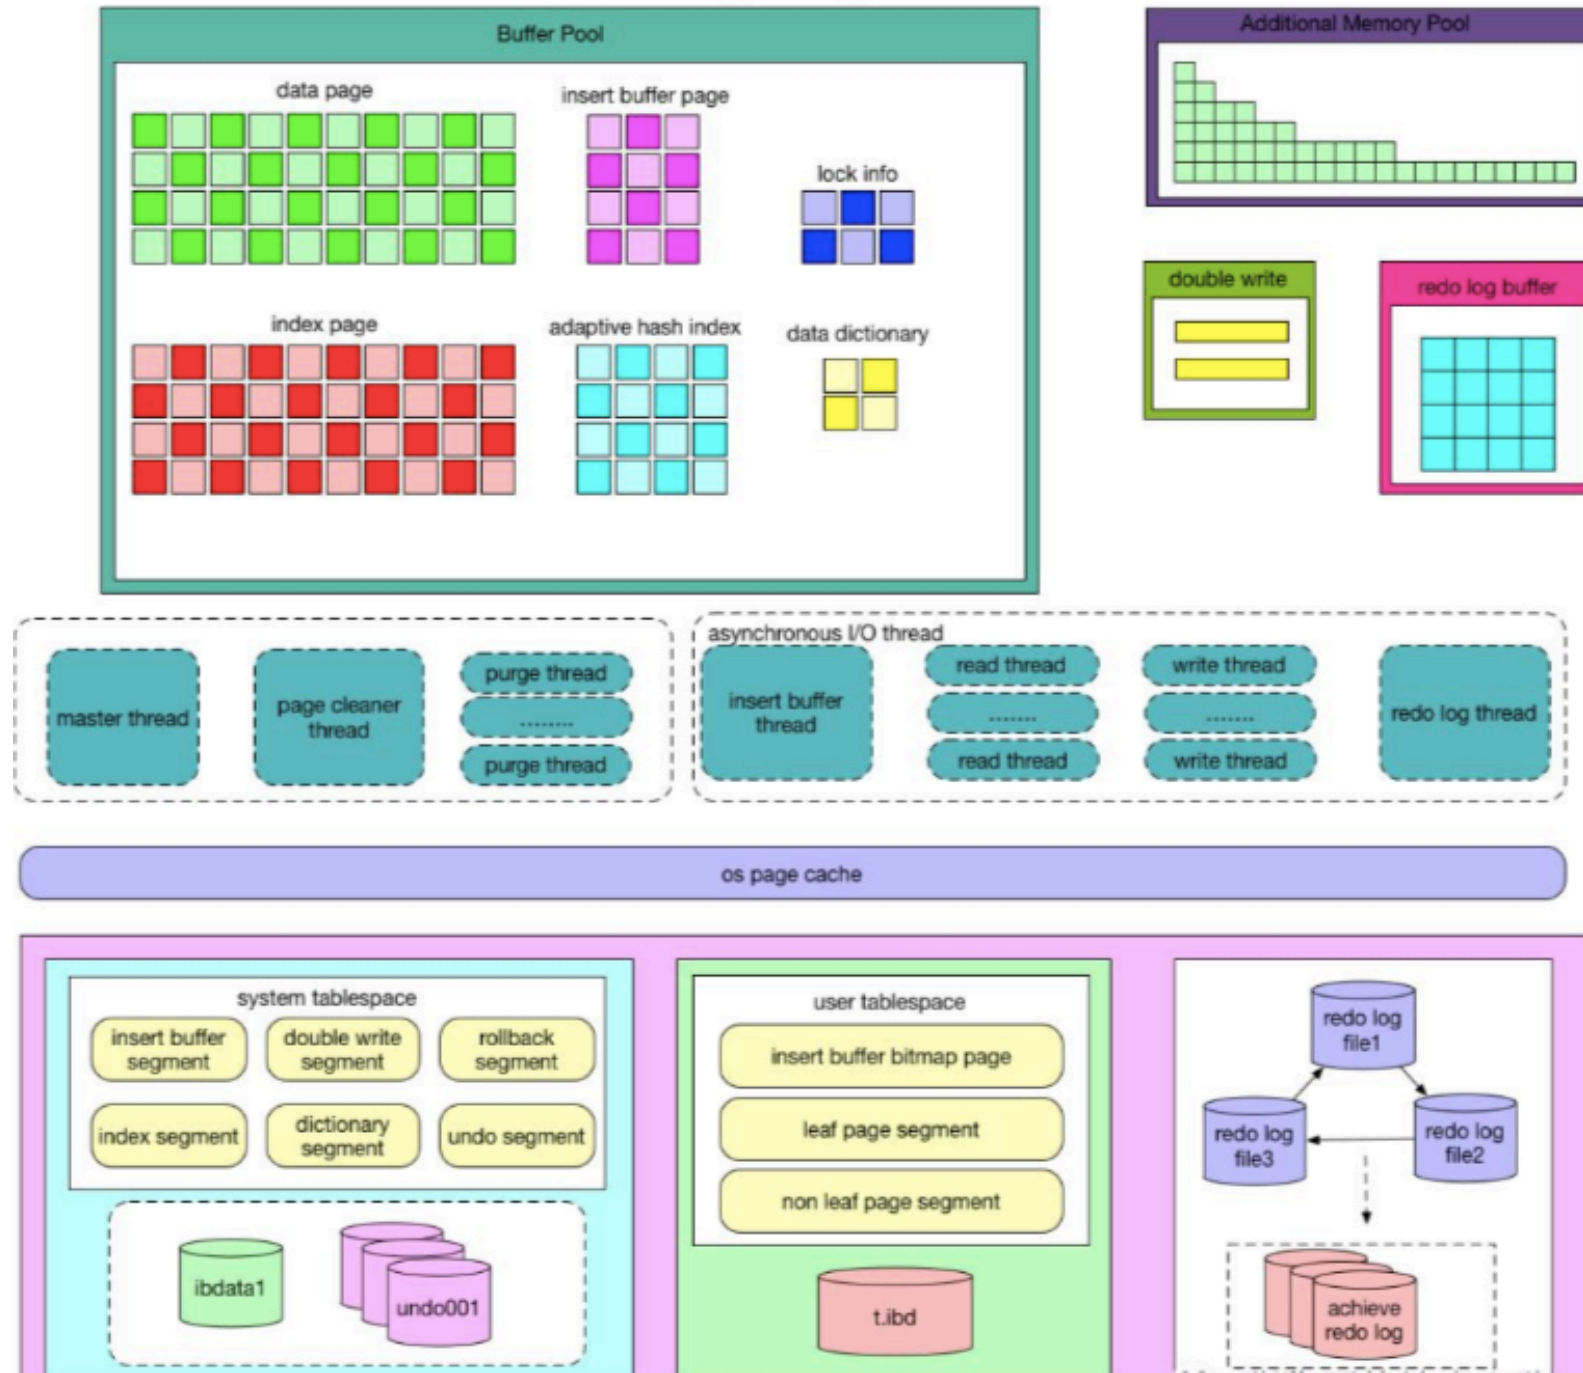 Buffer Pool
data page
insert buffer page
lock info
index page
adaptive hash index
data dictionary
Additional Memory Pool
double write
redo log buffer
master thread
page cleaner
thread
purge thread
........
purge thread
asynchronous I/O thread
insert buffer
thread
read thread
.......
read thread
write thread
.......
write thread
redo log thread
os page cache
system tablespace
insert buffer
segment
double write
segment
rollback
segment
index segment
dictionary
segment
undo segment
ibdata1
undo001
user tablespace
insert buffer bitmap page
leaf page segment
non leaf page segment
t.ibd
redo log
file1
redo log
file3
redo log
file2
achieve
redo log